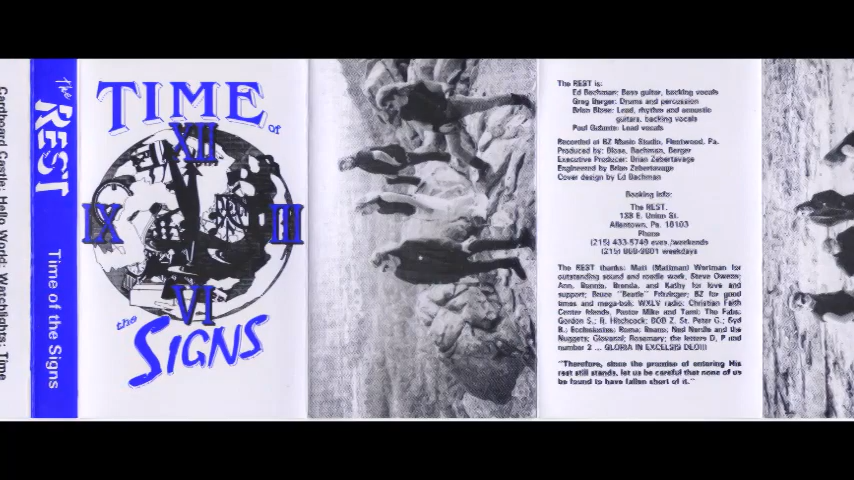 Cardboard Castle; Hello World; Watchlights; Time
The REST
Time of the Signs
TIME of
XII
IX
III
VI
the SIGNS
The REST is:
Ed Bachman: Bass guitar, backing vocals
Greg Berger: Drums and percussion
Brian Blose: Lead, rhythm and acoustic
guitars, backing vocals
Paul Lead vocals
Recorded at BZ Music Studio, Fleetwood, Pa.
Produced by: Blose, Bachman, Berger
Executive Producer: Brian Zebertavage
Engineered by Brian Zebertavage
Cover design by Ed Bachman
Booking info:
The REST.
E. Union St.
Allentown, Pa. 18103
Phone
(215) 433-5749 eves./weekends
(215) weekdays
The REST thanks: Matt (Mattman) Wortman for
outstanding sound and roadie work, Steve Owens;
Ann, Bonnie, Brenda, and Kathy for love and
support; Bruce "Beatle" BZ for good
times and WXLV radio; Christian Faith
Center friends, Pastor Mike and Tami; The Fabs;
Gordon S.; R. Hitchcock; BOB Z. St. Peter G.; Syd
B.; Ecclesiastes; Roma; Ned Nerdle and the
Nuggets; Giovanni; Rosemary; the letters D, P and
number 2 ... GLORIA IN EXCELSIS DEO!!!
"Therefore, since the promise of entering His
rest still stands, let us be careful that none of us
be found to have fallen short of it."